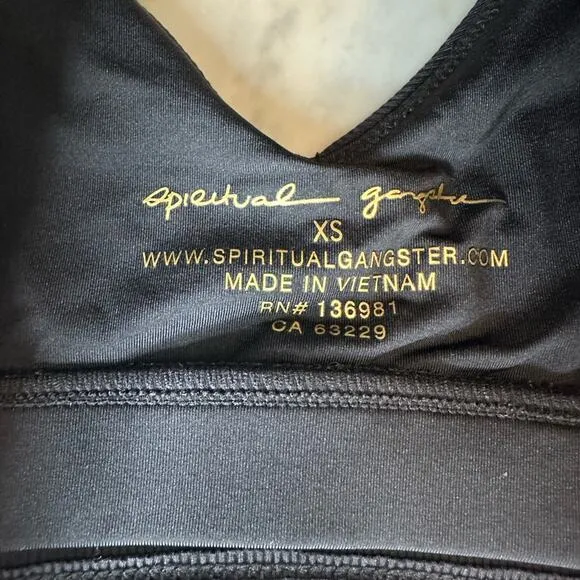 spiritual gangster
XS
WWW.SPIRITUALGANGSTER.COM
MADE IN VIETNAM
RN# 136981
CA 63229